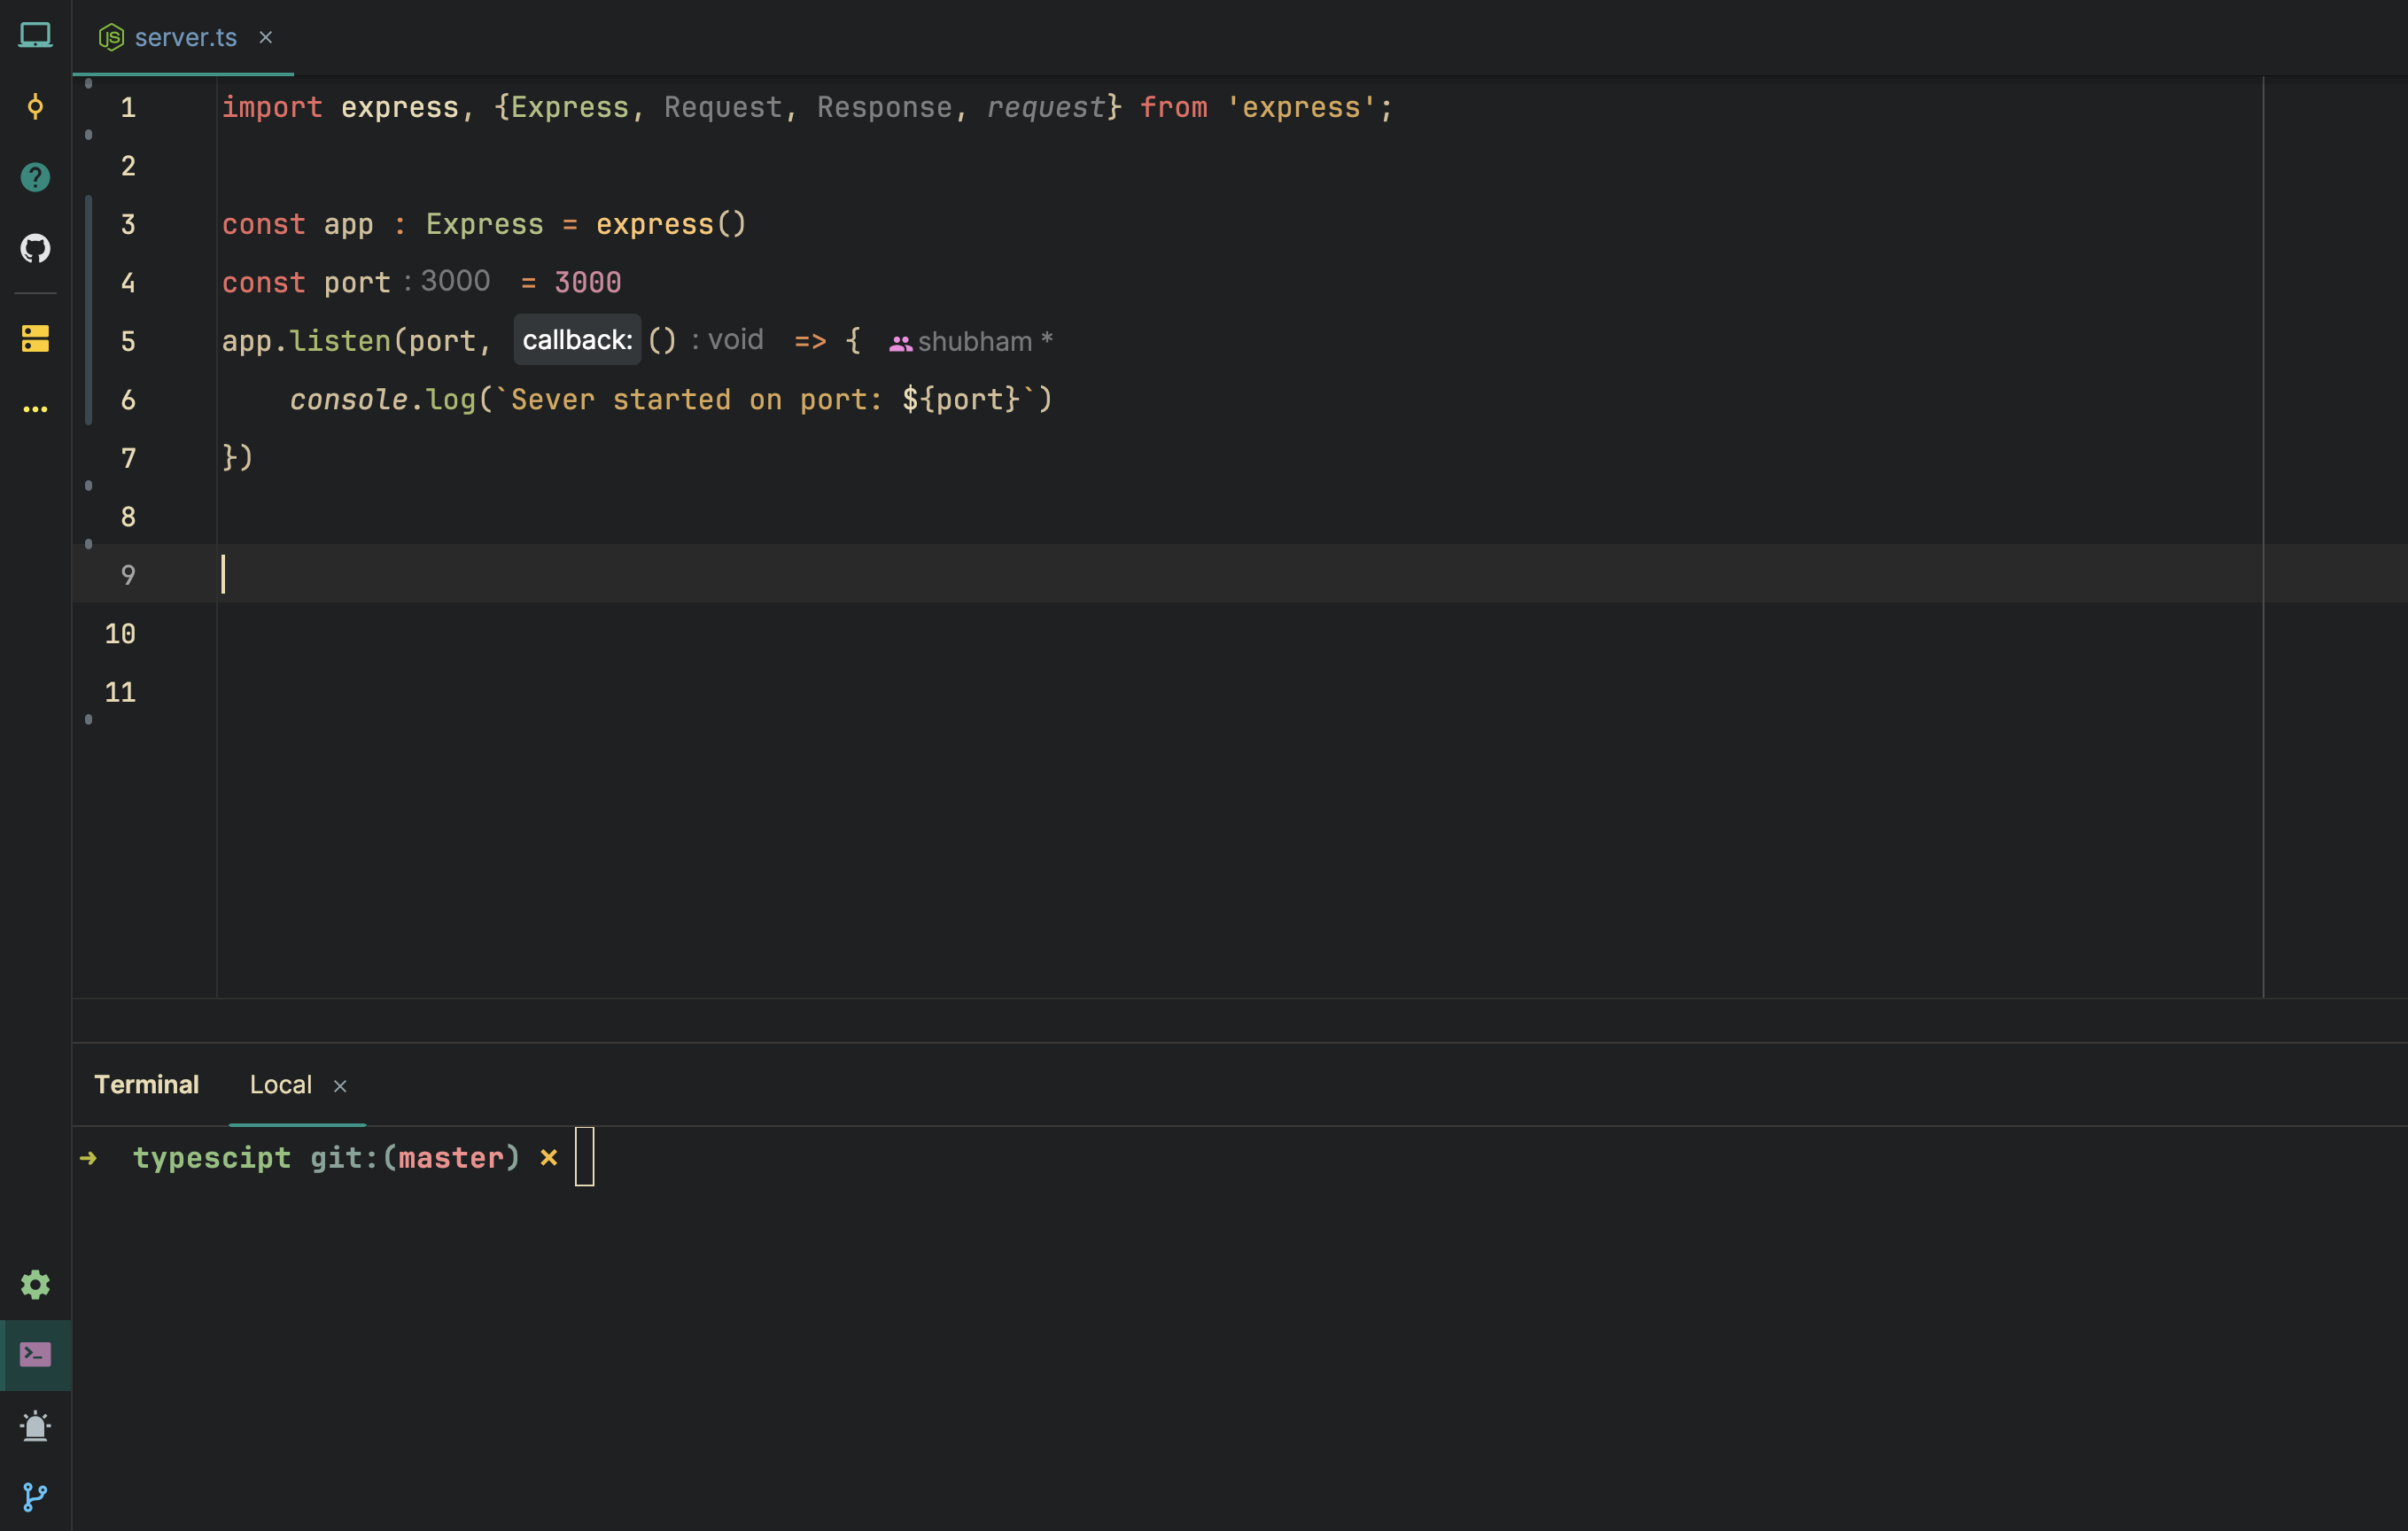 server.ts ×
1 import express, {Express, Request, Response, request} from 'express';
2
3 const app : Express = express()
4 const port : 3000 = 3000
5 app.listen(port, callback: () : void => { shubham *
6 console.log(`Sever started on port: ${port}`)
7 })
8
9
10
11
Terminal Local ×
➜ typescipt git:(master) ✗